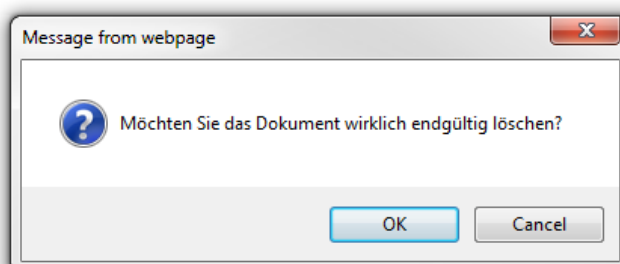 Message from webpage
Möchten Sie das Dokument wirklich endgültig löschen?
OK
Cancel